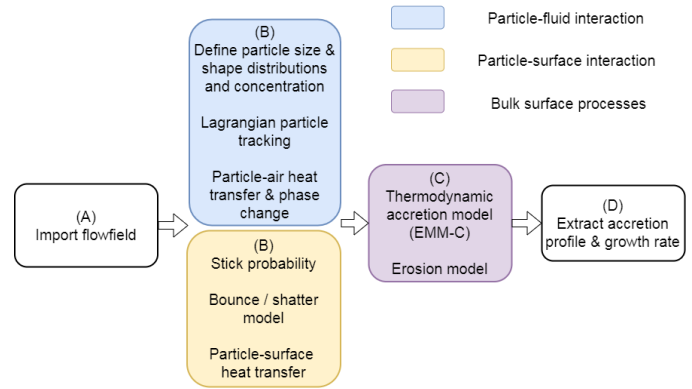 (A)
Import flowfield
(B)
Define particle size &
shape distributions
and concentration
Lagrangian particle
tracking
Particle-air heat
transfer & phase
change
(B)
Stick probability
Bounce / shatter
model
Particle-surface
heat transfer
(C)
Thermodynamic
accretion model
(EMM-C)
Erosion model
(D)
Extract accretion
profile & growth rate
Particle-fluid interaction
Particle-surface interaction
Bulk surface processes